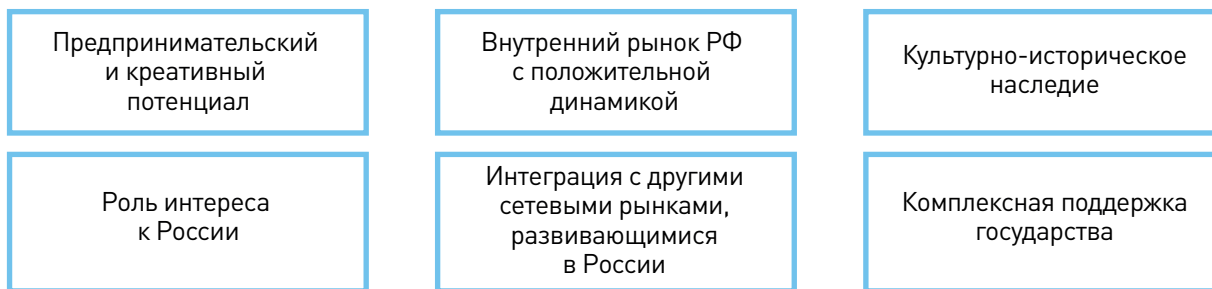 Предпринимательский
и креативный
потенциал
Внутренний рынок РФ
с положительной
динамикой
Культурно-историческое
наследие
Роль интереса
к России
Интеграция с другими
сетевыми рынками,
развивающимися
в России
Комплексная поддержка
государства